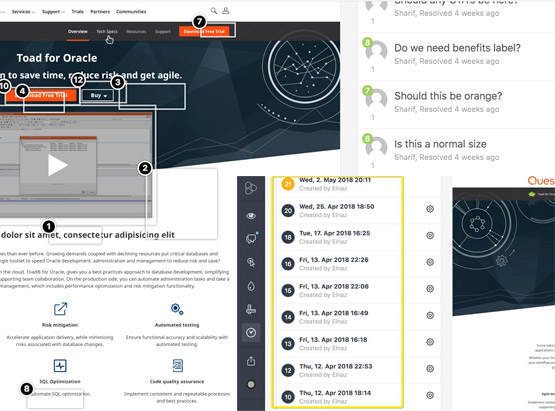 Services
Support
Trials
Partners
Communities
Overview
Tech Specs
Resources
Support
Download Free Trial
7
Toad for Oracle
to save time, reduce risk and get agile.
10
4
12
3
Free Trial
Buy
2
1
dolor sit amet, consectetur adipiscing elit
than ever before. Growing demands coupled with declining resources put critical databases and
toolset to speed Oracle development, administration and management to reduce risk and save?
the cloud, Toad® for Oracle, gives you a best practices approach to database development, simplifying
supporting team collaboration. On the production side, you can automate administration tasks and take a
management, which includes performance optimization and risk mitigation functionality.
Risk mitigation
Accelerate application delivery, while minimizing
risks associated with database changes.
Automated testing
Ensure functional accuracy and scalability with
automated tests.
SQL Optimization
8
Automate SQL optimization.
Code quality assurance
Implement consistent and repeatable processes
and best practices.
Sharif, Resolved 4 weeks ago
1
8
Do we need benefits label?
Sharif, Resolved 4 weeks ago
1
7
Should this be orange?
Sharif, Resolved 4 weeks ago
1
6
Is this a normal size
Sharif, Resolved 4 weeks ago
1
21
Wed, 2. May 2018 20:11
Created by Elnaz
20
Wed, 25. Apr 2018 18:50
Created by Elnaz
18
Tue, 17. Apr 2018 16:25
Created by Elnaz
16
Fri, 13. Apr 2018 22:26
Created by Elnaz
15
Fri, 13. Apr 2018 22:06
Created by Elnaz
14
Fri, 13. Apr 2018 16:49
Created by Elnaz
13
Fri, 13. Apr 2018 16:18
Created by Elnaz
12
Thu, 12. Apr 2018 22:53
Created by Elnaz
10
Thu, 12. Apr 2018 18:14
Created by Elnaz
Toad for Oracle